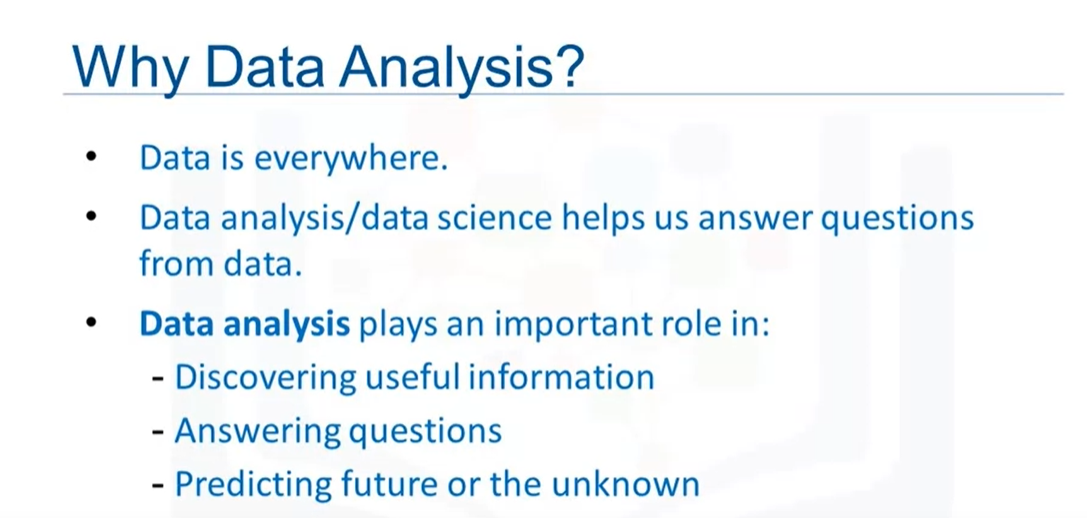 Why Data Analysis?
• Data is everywhere.
• Data analysis/data science helps us answer questions
from data.
• Data analysis plays an important role in:
- Discovering useful information
- Answering questions
- Predicting future or the unknown